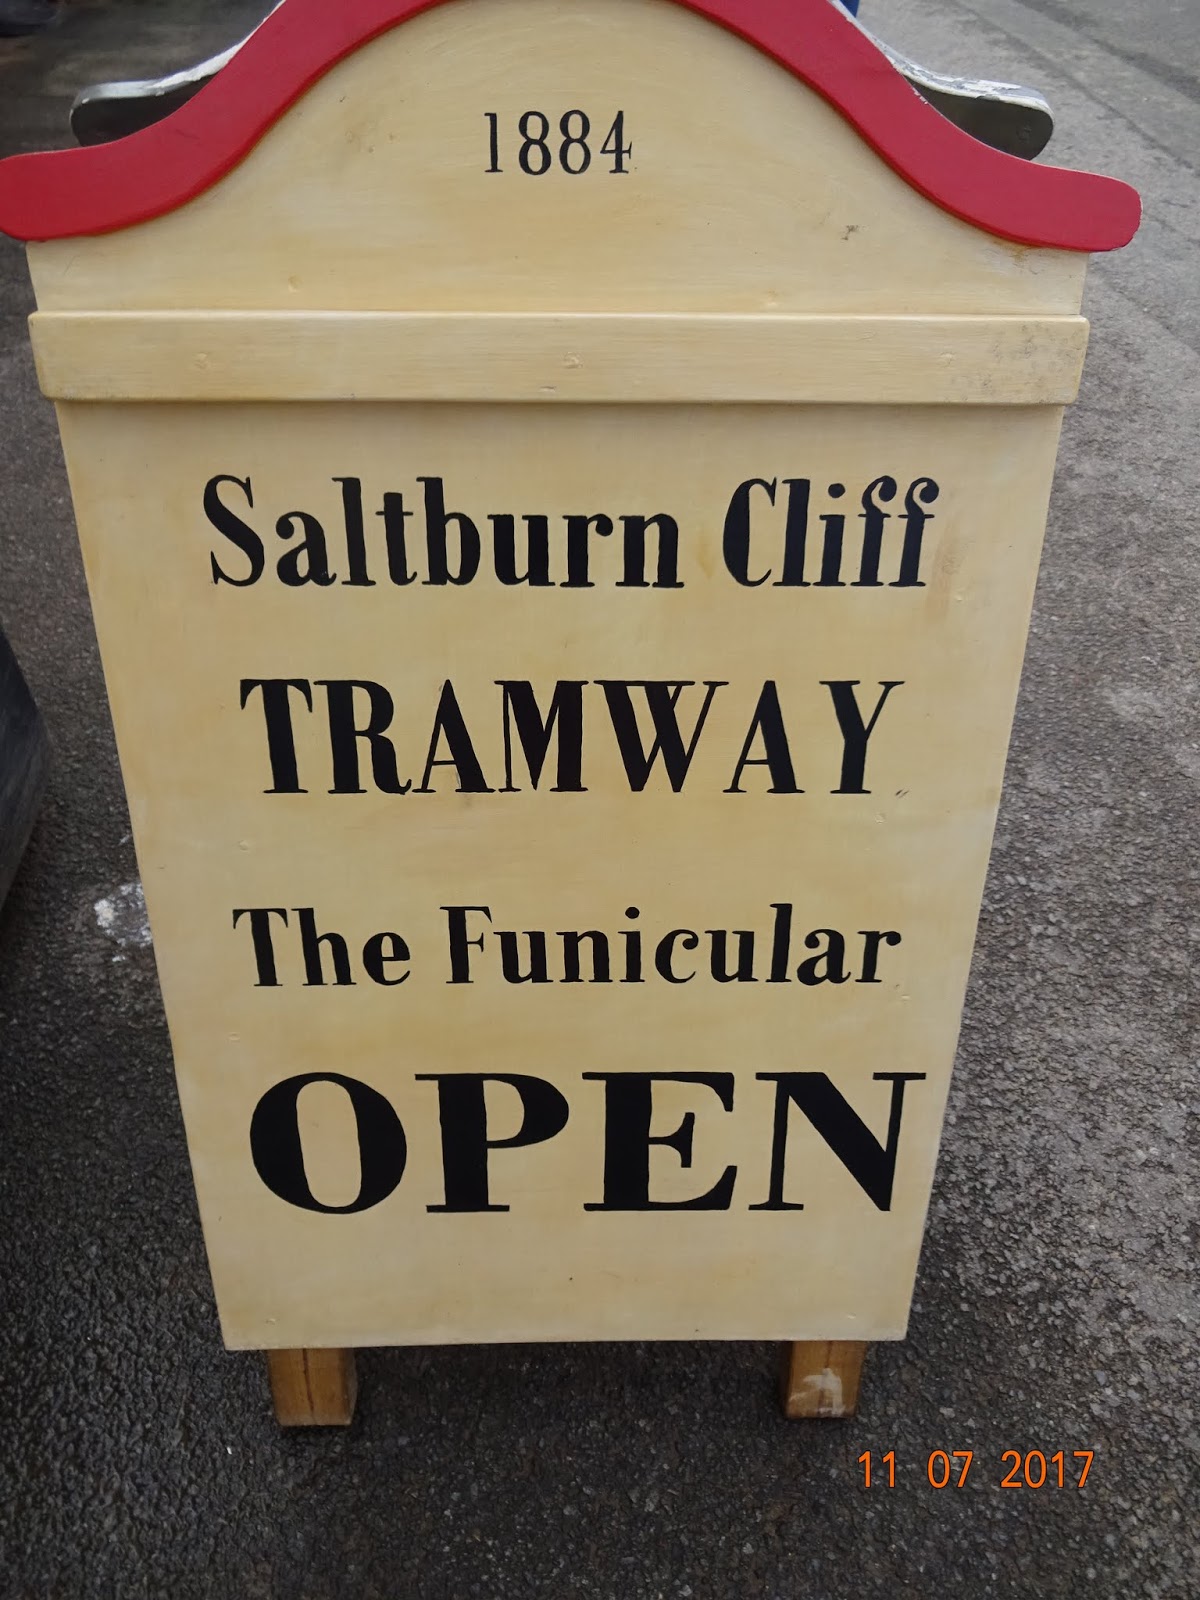 1884
Saltburn Cliff
TRAMWAY
The Funicular
OPEN
11 07 2017